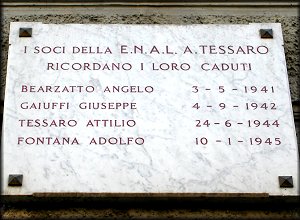 I SOCI DELLA E.N.A.L. A. TESSARO
RICORDANO I LORO CADUTI
BEARZATTO ANGELO 3-5-1941
GAIUFFI GIUSEPPE 4-9-1942
TESSARO ATTILIO 24-6-1944
FONTANA ADOLFO 10-1-1945